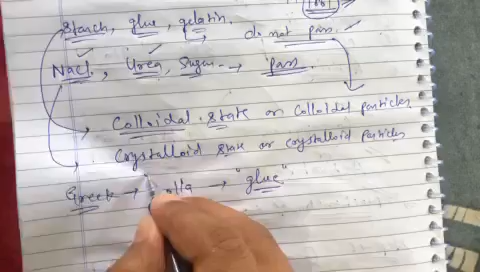 Starch, glue, gelatin. → do not pass.
NaCl, Urea, Sugar → pass
Colloidal state or Colloidal particles
Crystalloid state or crystalloid particles
Greek → → "glue"